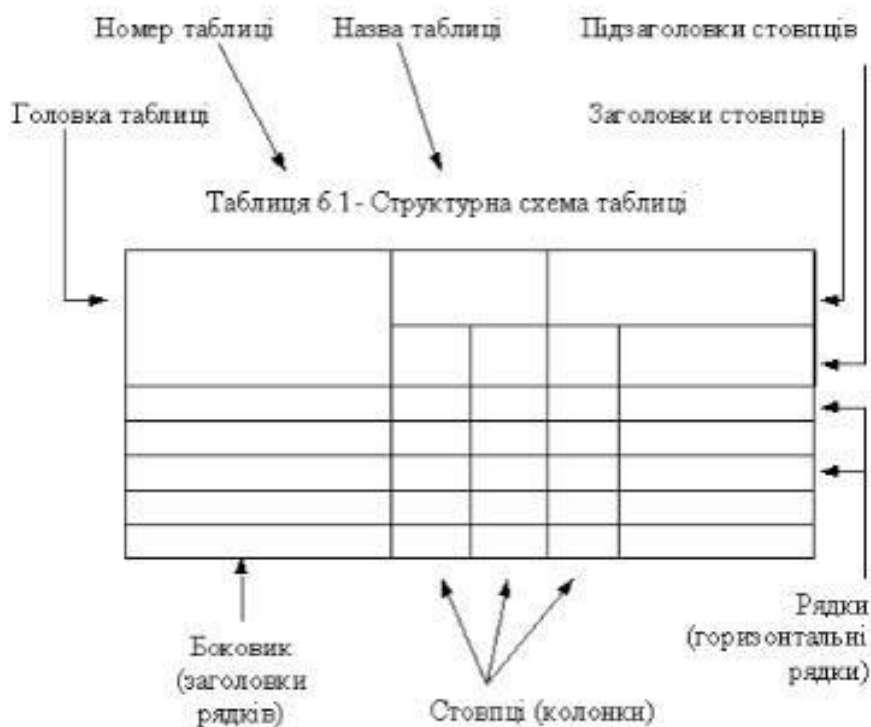 Номер таблиці
Назва таблиці
Підзаголовки стовпців
Головка таблиці
Заголовки стовпців
Таблиця 6.1 - Структурна схема таблиці
Рядки
(горизонтальні
рядки)
Боковик
(заголовки
рядків)
Стовпці (колонки)